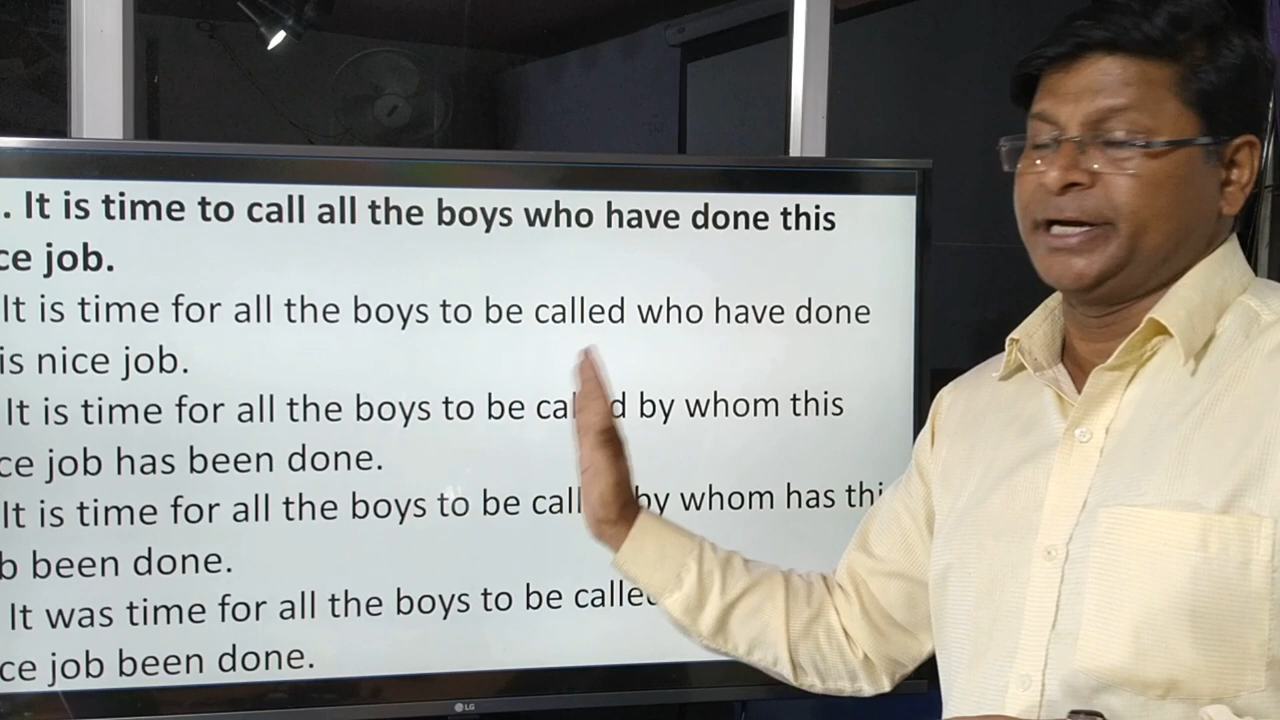 . It is time to call all the boys who have done this
ce job.
It is time for all the boys to be called who have done
is nice job.
It is time for all the boys to be ca d by whom this
ce job has been done.
It is time for all the boys to be call by whom has thi
b been done.
It was time for all the boys to be called
ce job been done.
LG